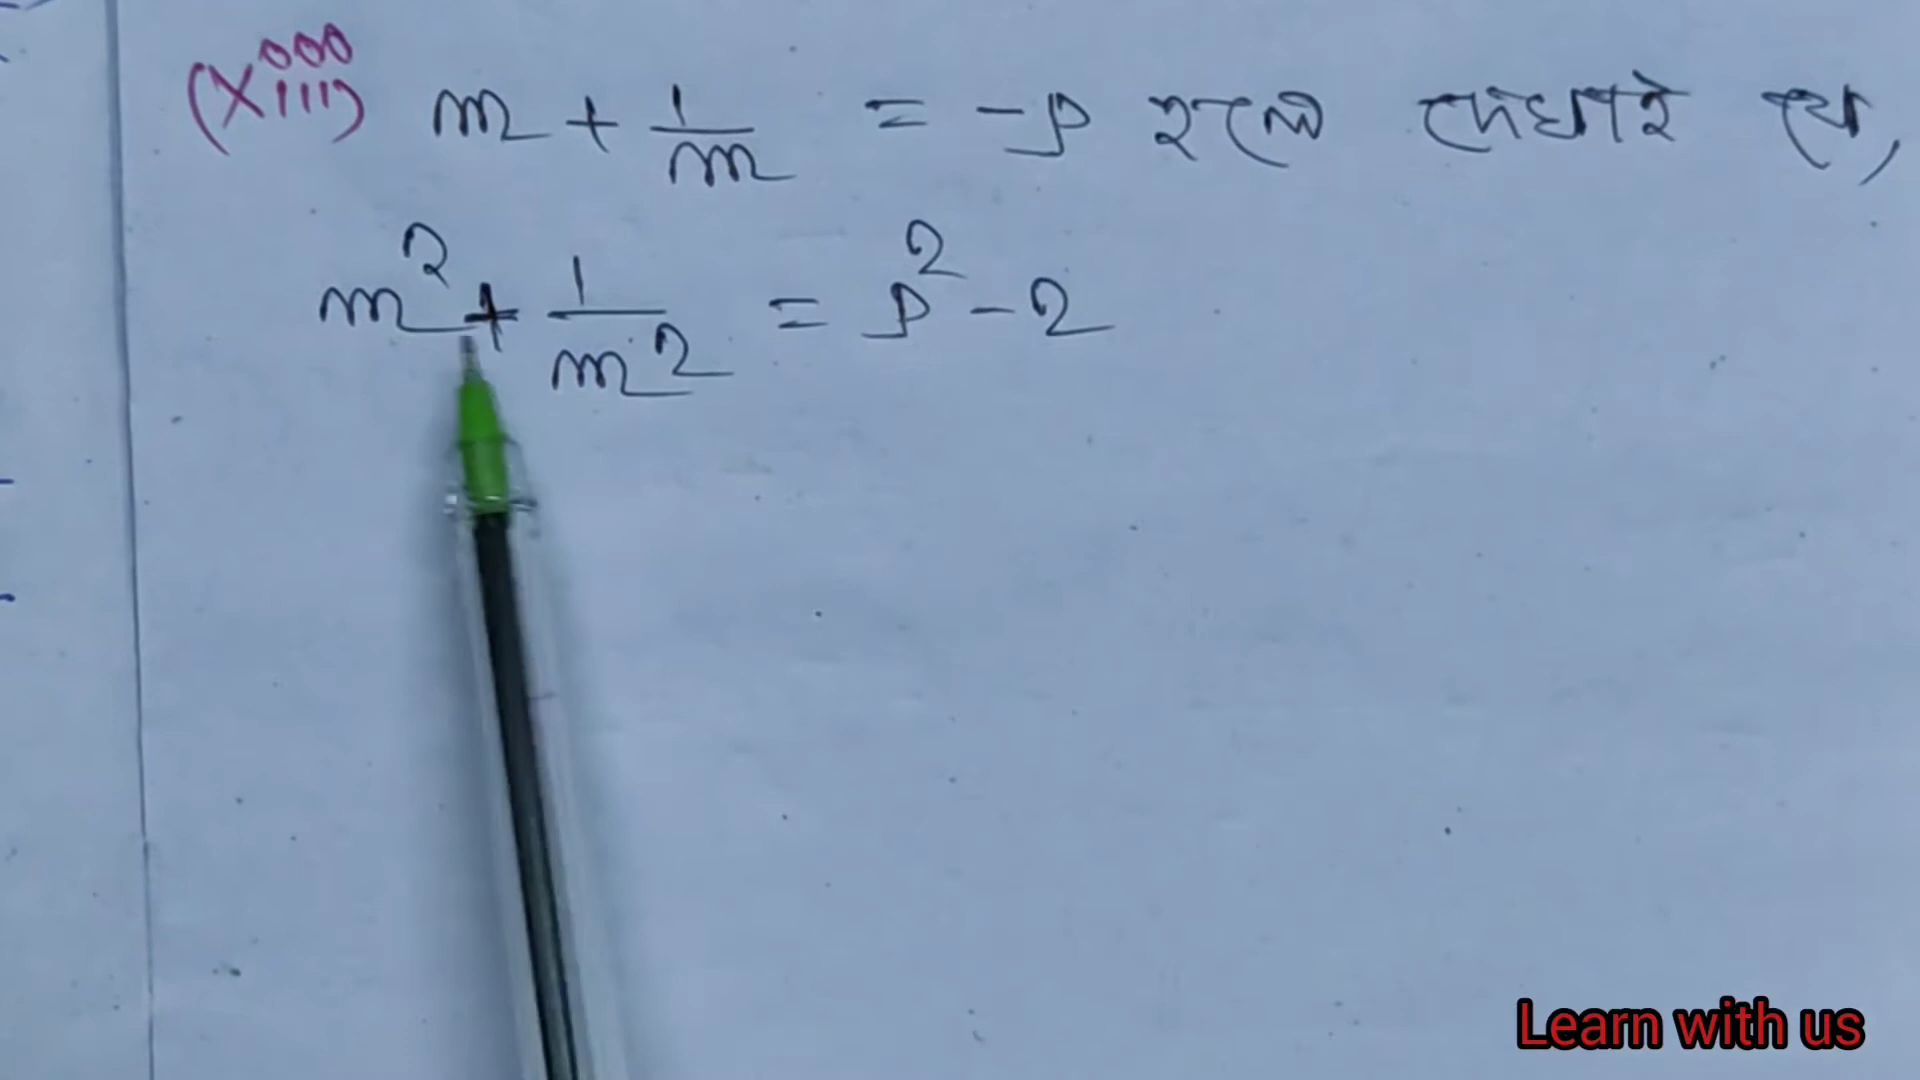 (xiii) m + 1/m = -p হলে দেখাই যে,
m² + 1/m² = p² - 2
Learn with us